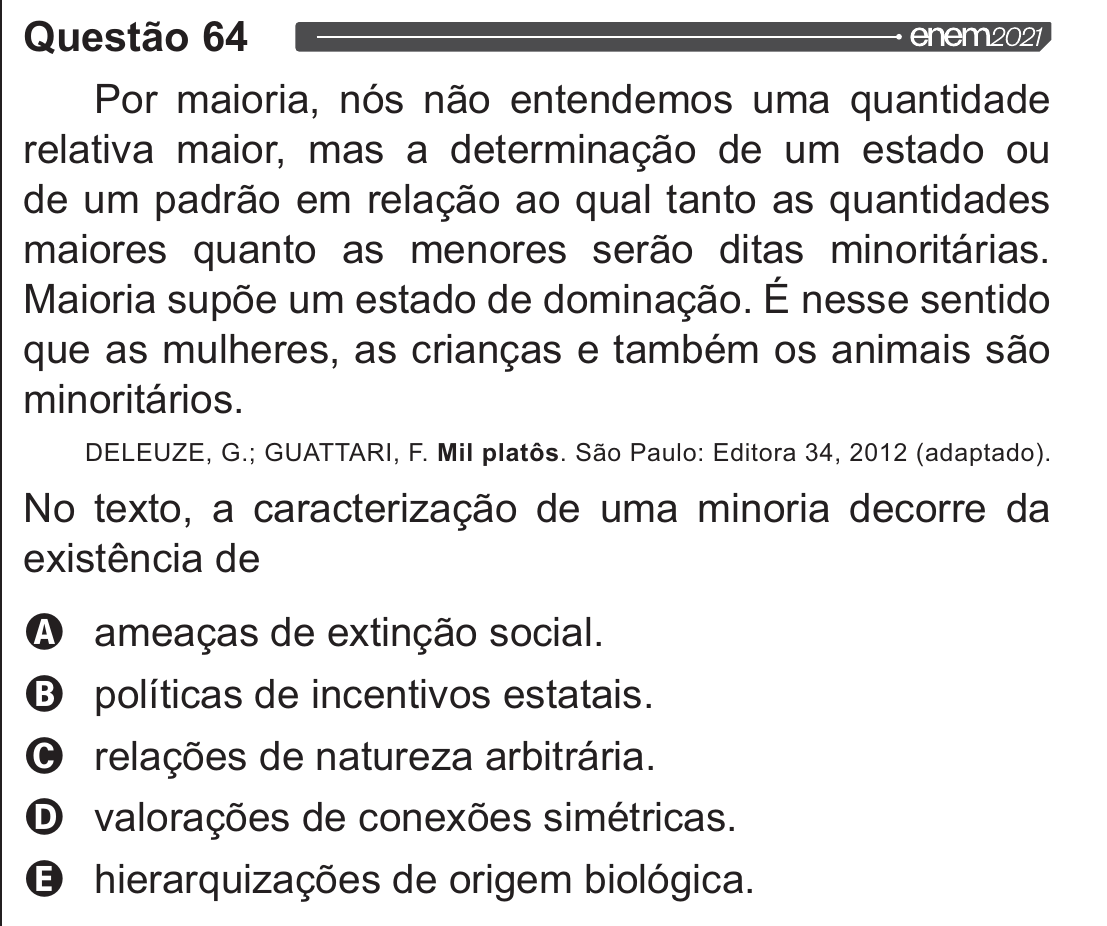 Questão 64 enem2021
Por maioria, nós não entendemos uma quantidade
relativa maior, mas a determinação de um estado ou
de um padrão em relação ao qual tanto as quantidades
maiores quanto as menores serão ditas minoritárias.
Maioria supõe um estado de dominação. É nesse sentido
que as mulheres, as crianças e também os animais são
minoritários.
DELEUZE, G.; GUATTARI, F. Mil platôs. São Paulo: Editora 34, 2012 (adaptado).
No texto, a caracterização de uma minoria decorre da
existência de
A ameaças de extinção social.
B políticas de incentivos estatais.
C relações de natureza arbitrária.
D valorações de conexões simétricas.
E hierarquizações de origem biológica.